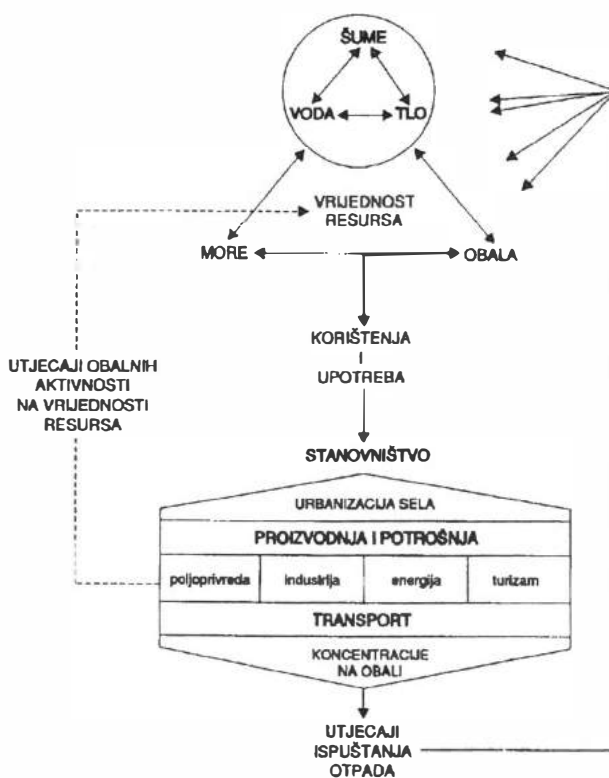 ŠUME
VODA
TLO
VRIJEDNOST
RESURSA
MORE
OBALA
KORIŠTENJA
I
UPOTREBA
UTJECAJI OBALNIH
AKTIVNOSTI
NA VRIJEDNOSTI
RESURSA
STANOVNIŠTVO
URBANIZACIJA SELA
PROIZVODNJA I POTROŠNJA
poljoprivreda
industrija
energija
turizam
TRANSPORT
KONCENTRACIJE
NA OBALI
UTJECAJI
ISPUŠTANJA
OTPADA